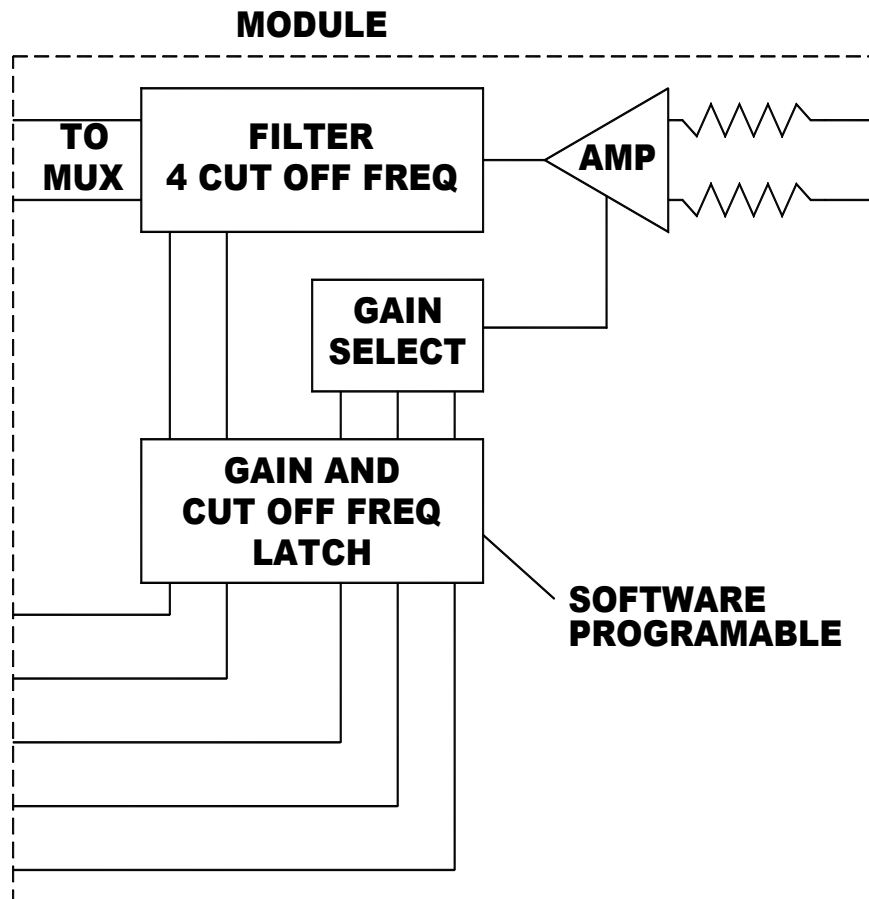 MODULE
TO
MUX
FILTER
4 CUT OFF FREQ
AMP
GAIN
SELECT
GAIN AND
CUT OFF FREQ
LATCH
SOFTWARE
PROGRAMABLE